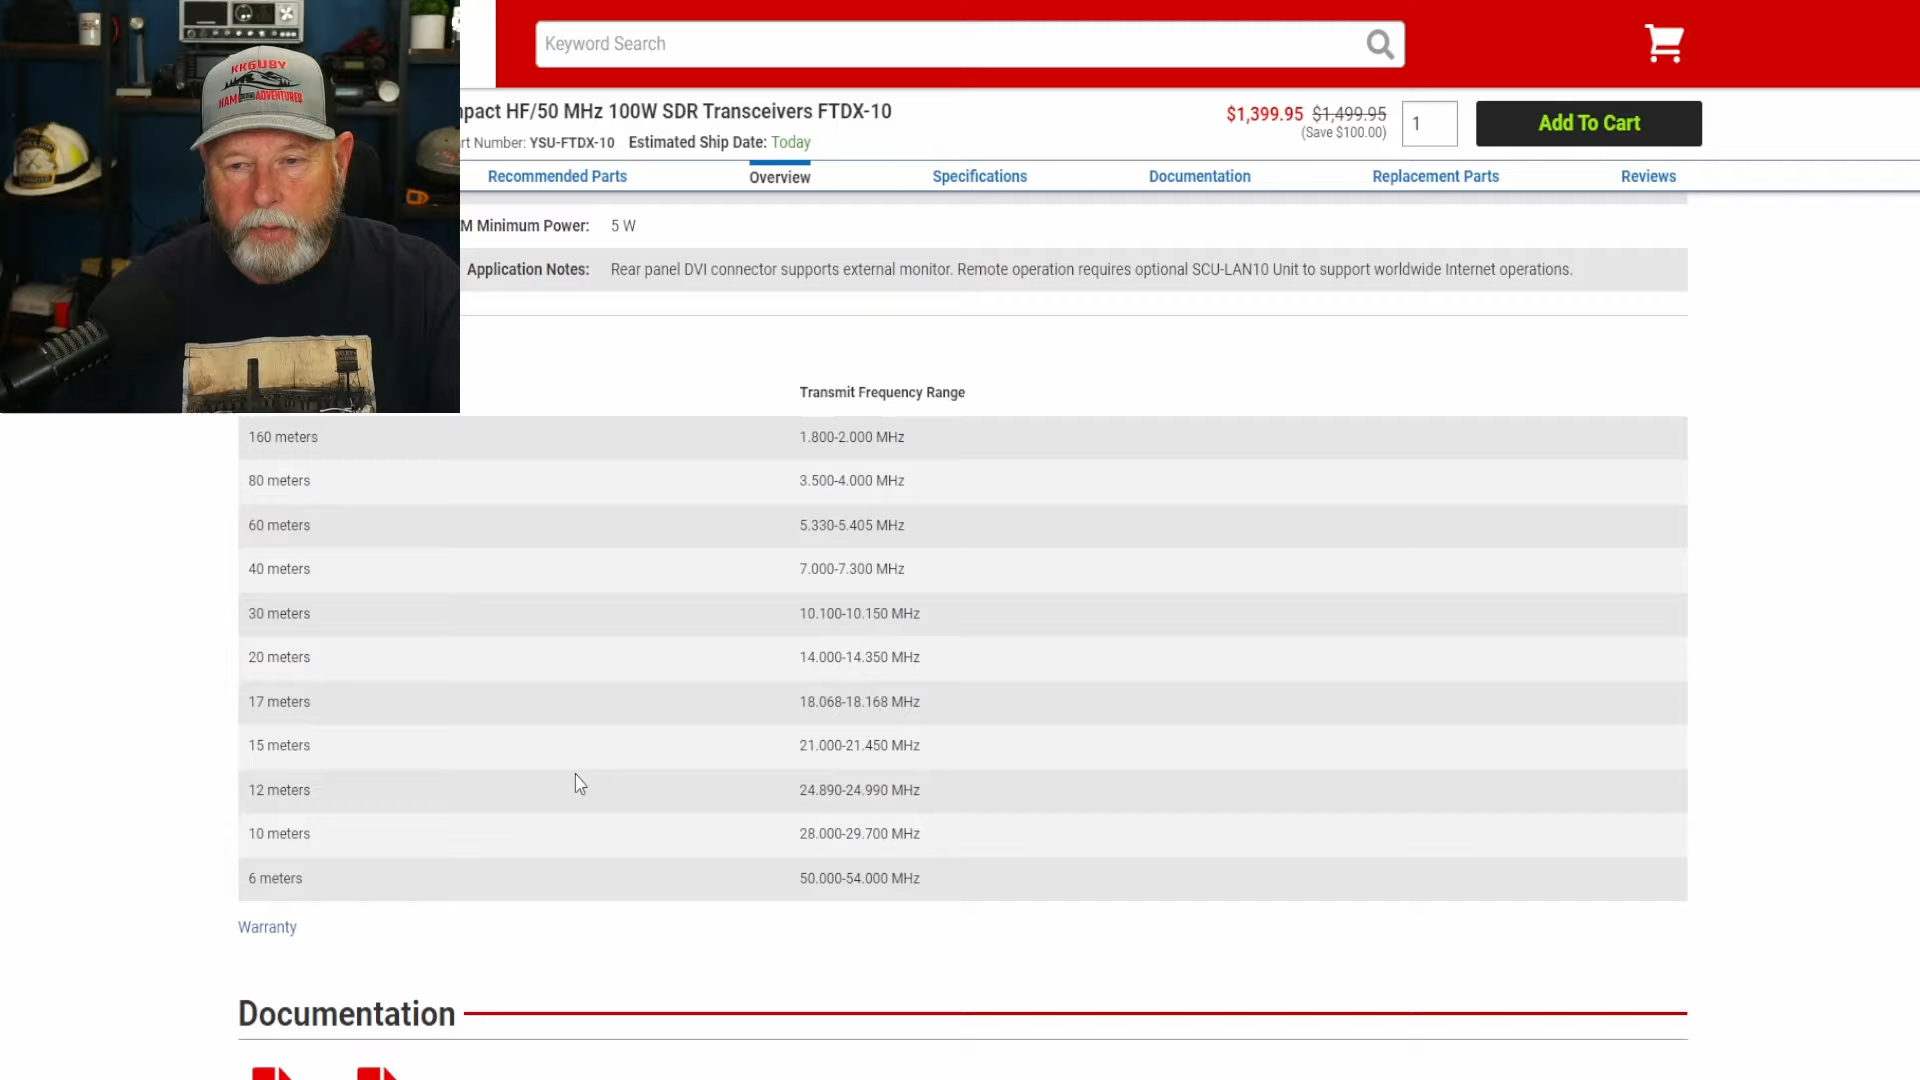 KK6UBY
HAM RADIO ADVENTURES
Keyword Search
mpact HF/50 MHz 100W SDR Transceivers FTDX-10
rt Number: YSU-FTDX-10 Estimated Ship Date: Today
$1,399.95 $1,499.95
(Save $100.00)
1
Add To Cart
Recommended Parts
Overview
Specifications
Documentation
Replacement Parts
Reviews
M Minimum Power: 5 W
Application Notes: Rear panel DVI connector supports external monitor. Remote operation requires optional SCU-LAN10 Unit to support worldwide Internet operations.
Transmit Frequency Range
160 meters 1.800-2.000 MHz
80 meters 3.500-4.000 MHz
60 meters 5.330-5.405 MHz
40 meters 7.000-7.300 MHz
30 meters 10.100-10.150 MHz
20 meters 14.000-14.350 MHz
17 meters 18.068-18.168 MHz
15 meters 21.000-21.450 MHz
12 meters 24.890-24.990 MHz
10 meters 28.000-29.700 MHz
6 meters 50.000-54.000 MHz
Warranty
Documentation